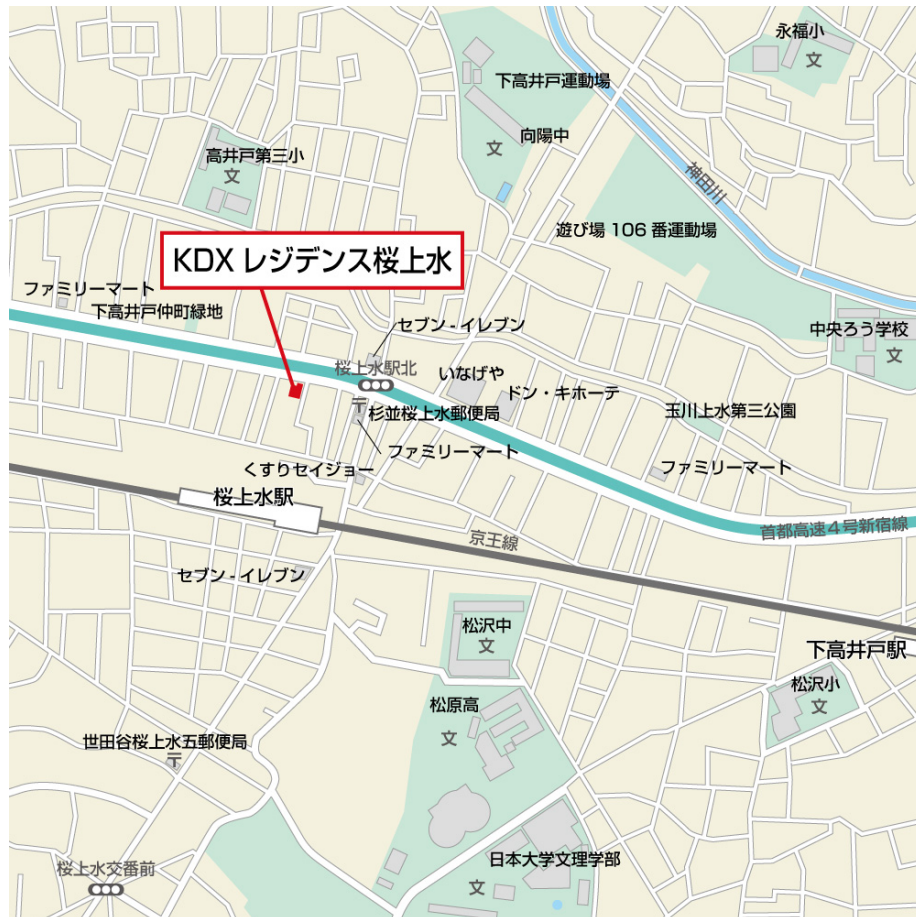 永福小
文
下高井戸運動場
向陽中
文
高井戸第三小
文
神田川
遊び場 106 番運動場
KDX レジデンス桜上水
ファミリーマート
下高井戸仲町緑地
セブン - イレブン
中央ろう学校
文
桜上水駅北
いなげや
ドン・キホーテ
〒
杉並桜上水郵便局
玉川上水第三公園
ファミリーマート
くすりセイジョー
ファミリーマート
桜上水駅
首都高速4号新宿線
京王線
セブン - イレブン
松沢中
文
下高井戸駅
松沢小
文
松原高
文
世田谷桜上水五郵便局
〒
日本大学文理学部
文
桜上水交番前